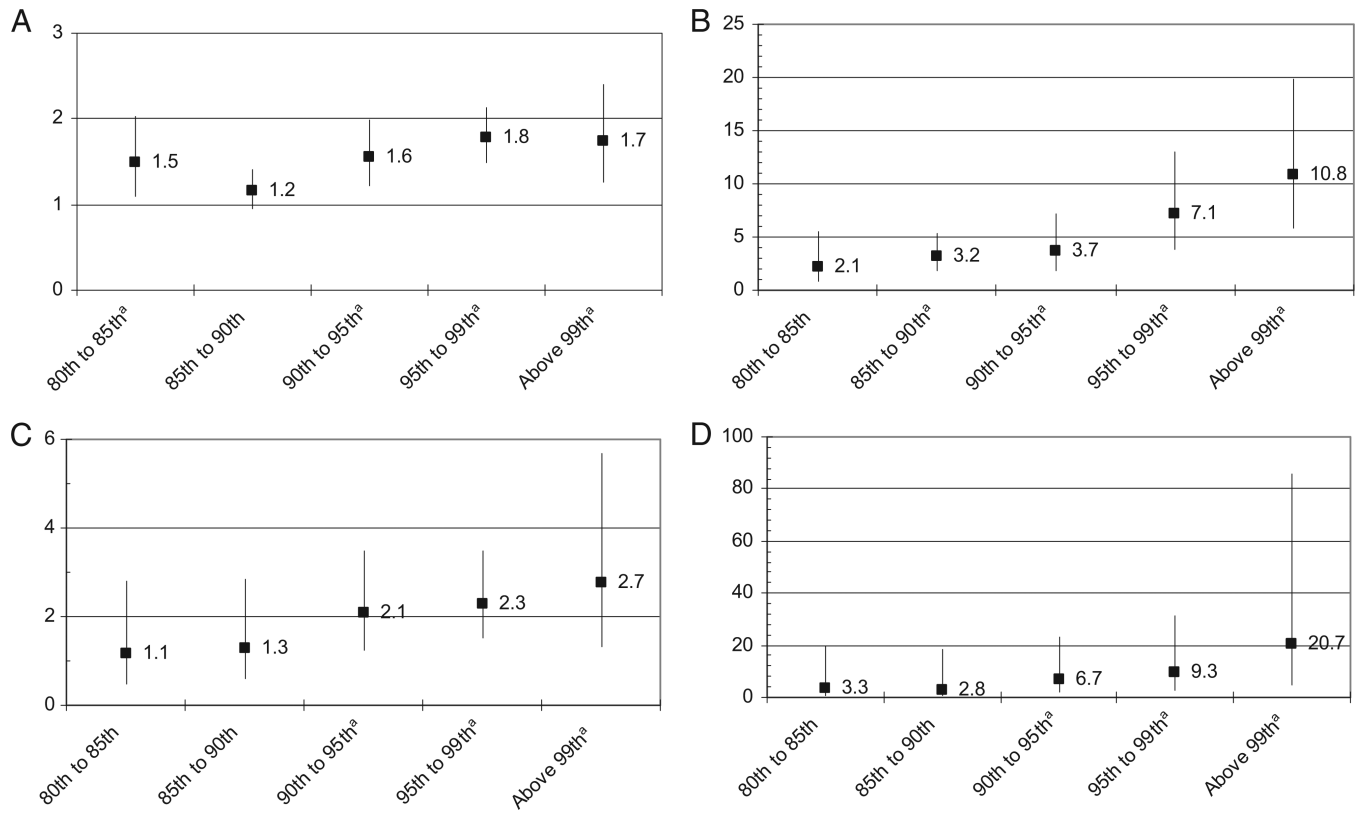 A
3
2
1
0
1.5
1.2
1.6
1.8
1.7
80th to 85thᵃ
85th to 90th
90th to 95thᵃ
95th to 99thᵃ
Above 99thᵃ
B
25
20
15
10
5
0
2.1
3.2
3.7
7.1
10.8
80th to 85th
85th to 90thᵃ
90th to 95thᵃ
95th to 99thᵃ
Above 99thᵃ
C
6
4
2
0
1.1
1.3
2.1
2.3
2.7
80th to 85th
85th to 90th
90th to 95thᵃ
95th to 99thᵃ
Above 99thᵃ
D
100
80
60
40
20
0
3.3
2.8
6.7
9.3
20.7
80th to 85th
85th to 90th
90th to 95thᵃ
95th to 99thᵃ
Above 99thᵃ